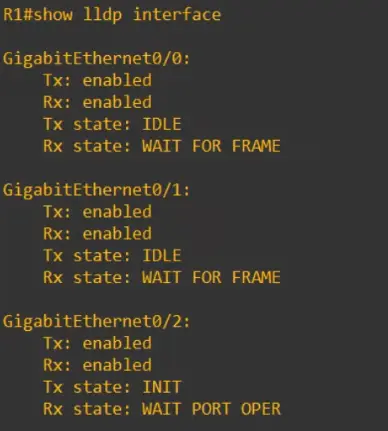 R1#show lldp interface
GigabitEthernet0/0:
Tx: enabled
Rx: enabled
Tx state: IDLE
Rx state: WAIT FOR FRAME
GigabitEthernet0/1:
Tx: enabled
Rx: enabled
Tx state: IDLE
Rx state: WAIT FOR FRAME
GigabitEthernet0/2:
Tx: enabled
Rx: enabled
Tx state: INIT
Rx state: WAIT PORT OPER